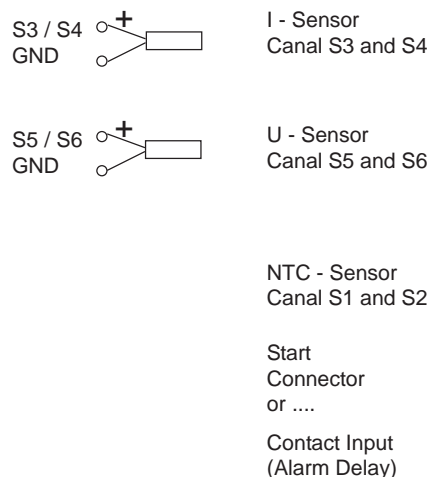 S3 / S4 +
GND
I - Sensor
Canal S3 and S4
S5 / S6 +
GND
U - Sensor
Canal S5 and S6
NTC - Sensor
Canal S1 and S2
Start
Connector
or ....
Contact Input
(Alarm Delay)